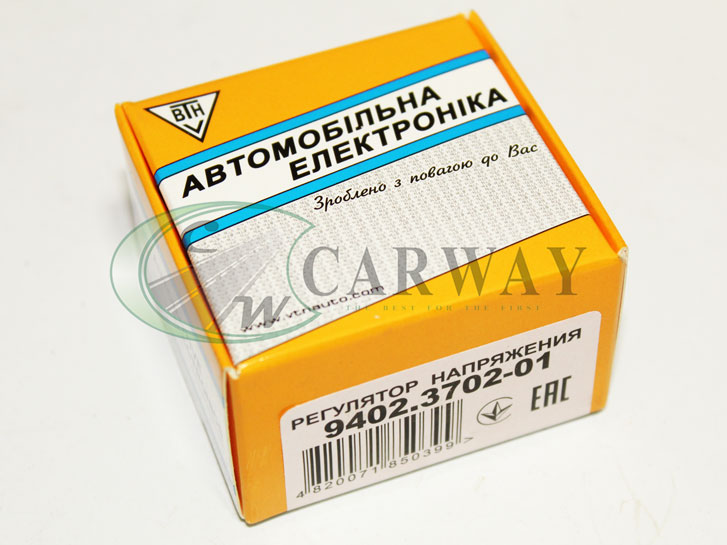 ВТН
АВТОМОБІЛЬНА
ЕЛЕКТРОНІКА
Зроблено з повагою до Вас
www.vtnauto.com
CARWAY
THE BEST FOR THE FIRST
РЕГУЛЯТОР НАПРЯЖЕНИЯ
9402.3702-01
4 820071 850399 >
EAC